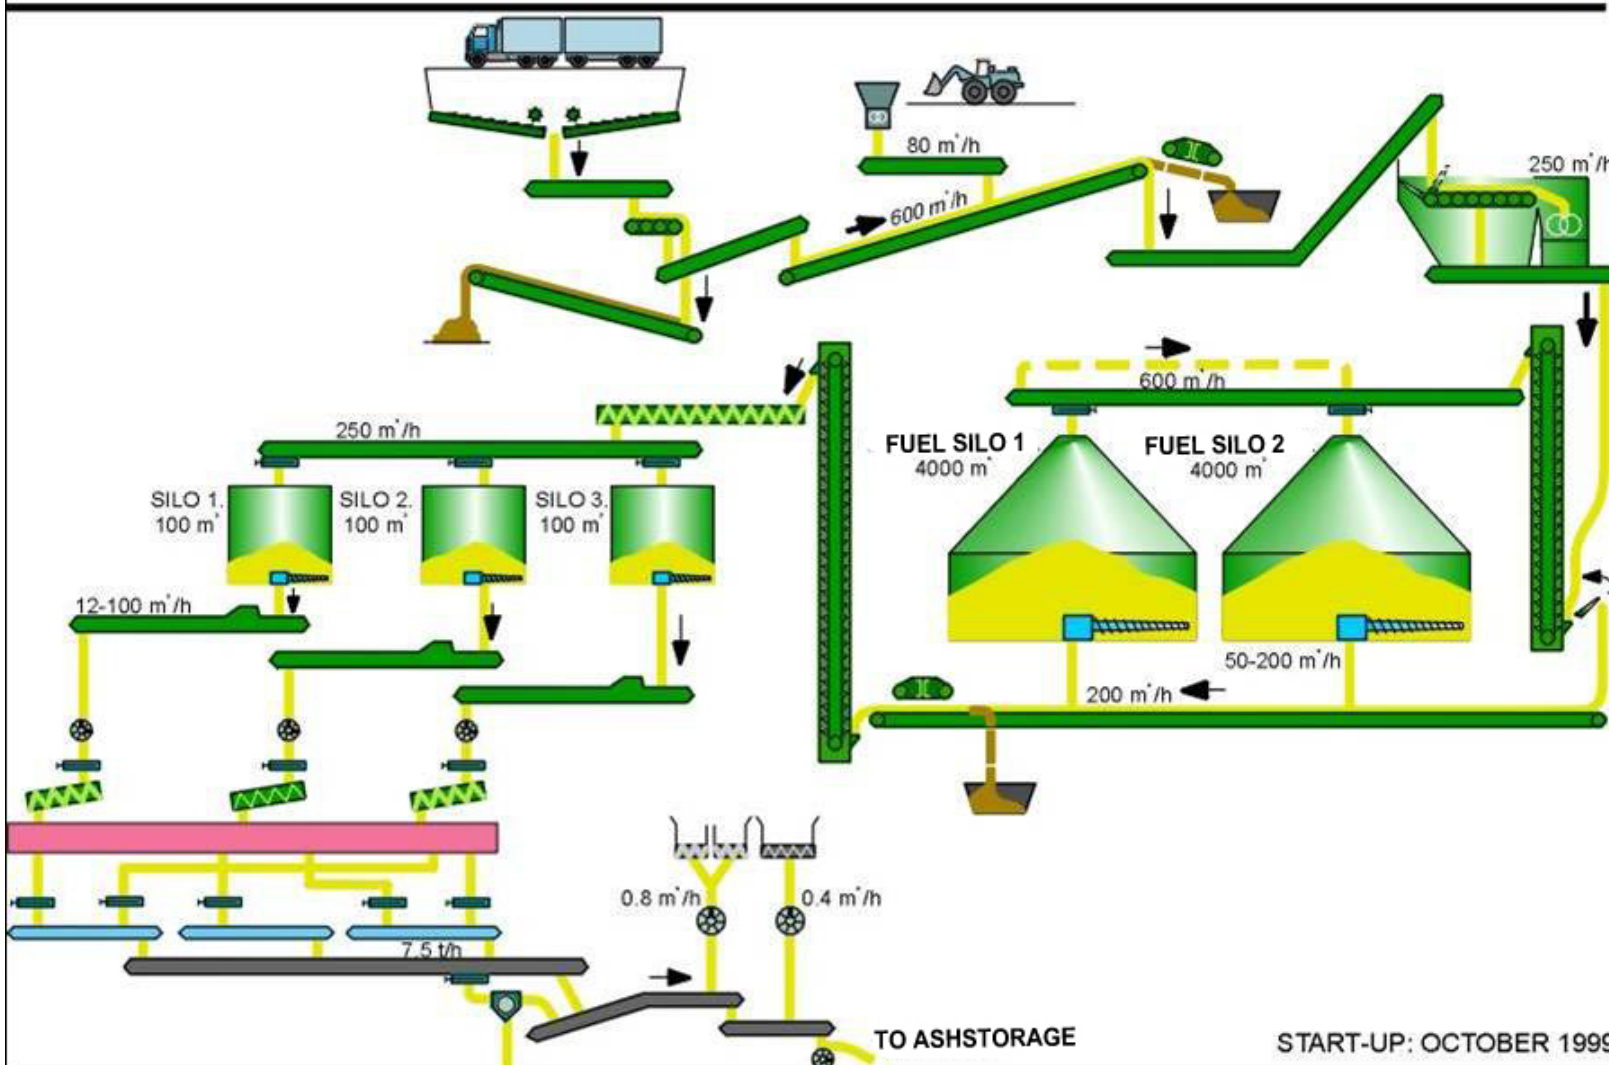 80 m³/h
600 m³/h
250 m³/h
600 m³/h
250 m³/h
FUEL SILO 1
4000 m³
FUEL SILO 2
4000 m³
SILO 1.
100 m³
SILO 2.
100 m³
SILO 3.
100 m³
12-100 m³/h
50-200 m³/h
200 m³/h
0.8 m³/h
0.4 m³/h
7.5 t/h
TO ASHSTORAGE
START-UP: OCTOBER 1999